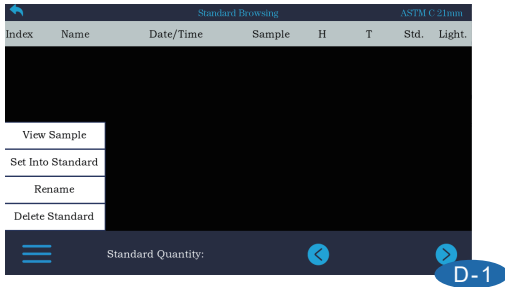 Standard Browsing ASTM C 21mm
Index Name Date/Time Sample H T Std. Light.
View Sample
Set Into Standard
Rename
Delete Standard
Standard Quantity:
D-1